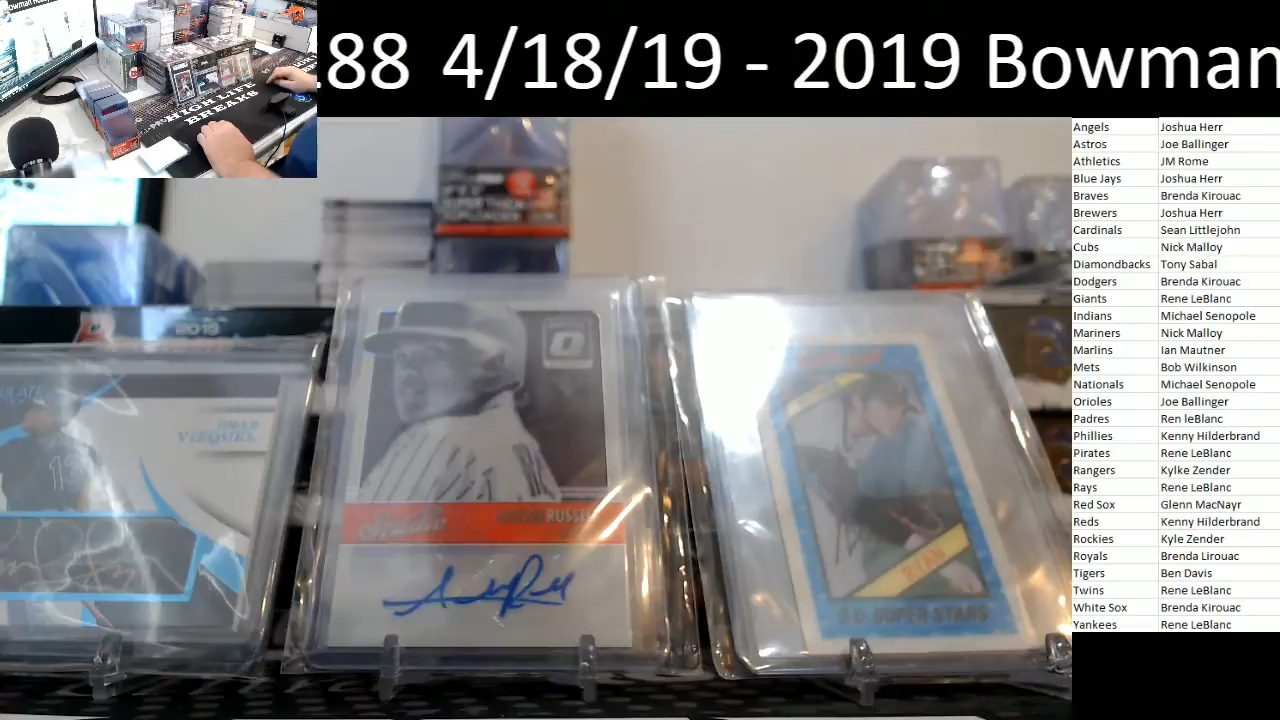 88 4/18/19 - 2019 Bowman
HIGH LIFE
BREAKS
Angels Joshua Herr
Astros Joe Ballinger
Athletics JM Rome
Blue Jays Joshua Herr
Braves Brenda Kirouac
Brewers Joshua Herr
Cardinals Sean Littlejohn
Cubs Nick Malloy
Diamondbacks Tony Sabal
Dodgers Brenda Kirouac
Giants Rene LeBlanc
Indians Michael Senopole
Mariners Nick Malloy
Marlins Ian Mautner
Mets Bob Wilkinson
Nationals Michael Senopole
Orioles Joe Ballinger
Padres Ren leBlanc
Phillies Kenny Hilderbrand
Pirates Rene LeBlanc
Rangers Kylke Zender
Rays Rene LeBlanc
Red Sox Glenn MacNayr
Reds Kenny Hilderbrand
Rockies Kyle Zender
Royals Brenda Lirouac
Tigers Ben Davis
Twins Rene LeBlanc
White Sox Brenda Kirouac
Yankees Rene LeBlanc
OMAR
VIZQUEL
Studio
RUSSELL
RYAN
SUPER STARS